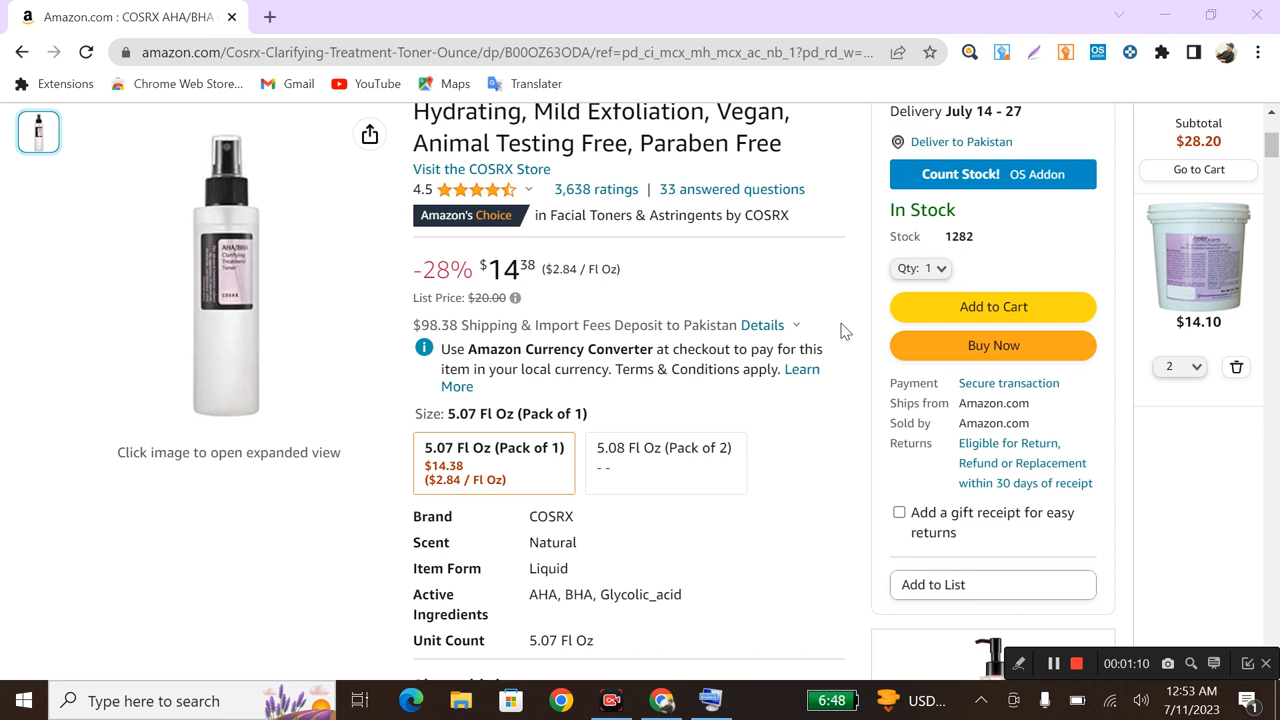 Amazon.com : COSRX AHA/BHA
amazon.com/Cosrx-Clarifying-Treatment-Toner-Ounce/dp/B00OZ63ODA/ref=pd_ci_mcx_mh_mcx_ac_nb_1?pd_rd_w=...
OS
addon
Extensions
Chrome Web Store...
Gmail
YouTube
Maps
Translater
Hydrating, Mild Exfoliation, Vegan,
Animal Testing Free, Paraben Free
Visit the COSRX Store
4.5
3,638 ratings | 33 answered questions
Amazon's Choice in Facial Toners & Astringents by COSRX
-28% $14.38 ($2.84 / Fl Oz)
List Price: $20.00
$98.38 Shipping & Import Fees Deposit to Pakistan Details
Use Amazon Currency Converter at checkout to pay for this
item in your local currency. Terms & Conditions apply. Learn
More
Size: 5.07 Fl Oz (Pack of 1)
5.07 Fl Oz (Pack of 1)
$14.38
($2.84 / Fl Oz)
5.08 Fl Oz (Pack of 2)
- -
Brand COSRX
Scent Natural
Item Form Liquid
Active AHA, BHA, Glycolic_acid
Ingredients
Unit Count 5.07 Fl Oz
AHA/BHA
Clarifying
Treatment
Toner
COSRX
Click image to open expanded view
Delivery July 14 - 27
Deliver to Pakistan
Count Stock! OS Addon
In Stock
Stock 1282
Qty: 1
Add to Cart
Buy Now
Payment Secure transaction
Ships from Amazon.com
Sold by Amazon.com
Returns Eligible for Return,
Refund or Replacement
within 30 days of receipt
Add a gift receipt for easy
returns
Add to List
Subtotal
$28.20
Go to Cart
$14.10
2
00:01:10
Type here to search
6:48
USD...
12:53 AM
7/11/2023
1